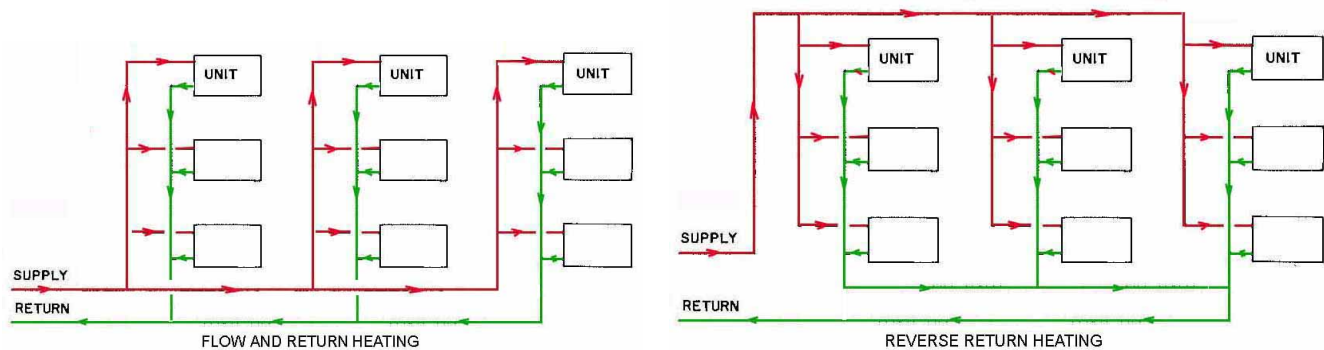 UNIT UNIT UNIT
SUPPLY
RETURN
FLOW AND RETURN HEATING
UNIT UNIT UNIT
SUPPLY
RETURN
REVERSE RETURN HEATING